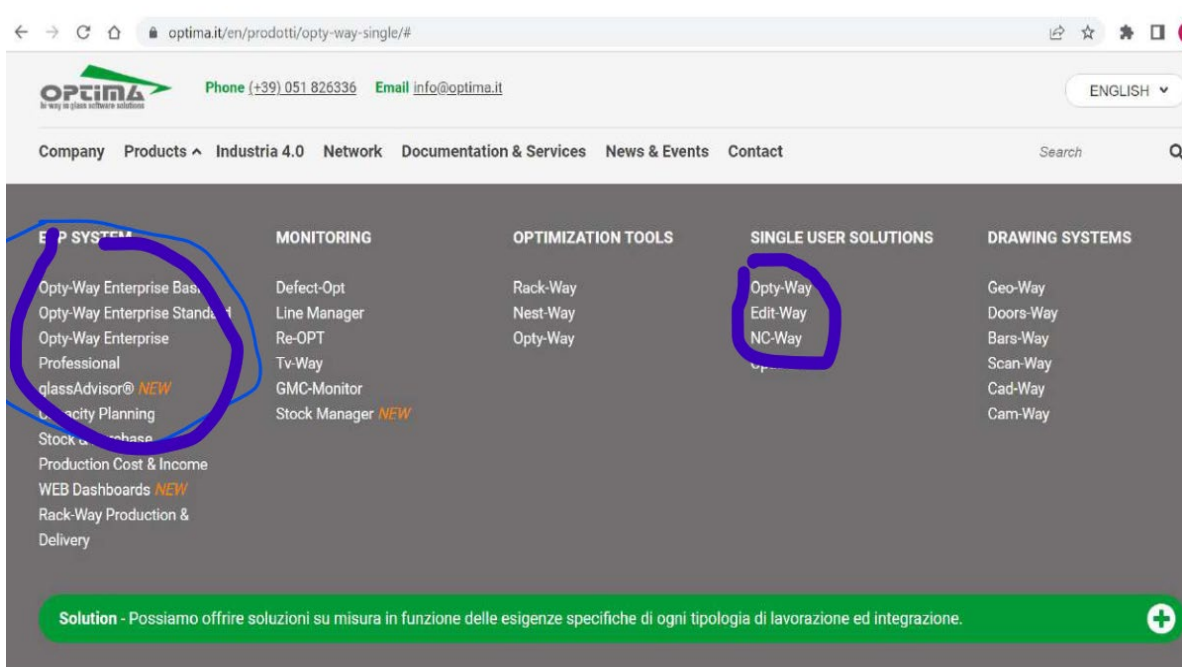 optima.it/en/prodotti/opty-way-single/#
OPTIMA
Phone (+39) 051 826336 Email info@optima.it
ENGLISH
Company Products Industria 4.0 Network Documentation & Services News & Events Contact Search
ERP SYSTEM
Opty-Way Enterprise Basic
Opty-Way Enterprise Standard
Opty-Way Enterprise
Professional
glassAdvisor® NEW
Capacity Planning
Stock & Purchase
Production Cost & Income
WEB Dashboards NEW
Rack-Way Production &
Delivery
MONITORING
Defect-Opt
Line Manager
Re-OPT
Tv-Way
GMC-Monitor
Stock Manager NEW
OPTIMIZATION TOOLS
Rack-Way
Nest-Way
Opty-Way
SINGLE USER SOLUTIONS
Opty-Way
Edit-Way
NC-Way
DRAWING SYSTEMS
Geo-Way
Doors-Way
Bars-Way
Scan-Way
Cad-Way
Cam-Way
Solution - Possiamo offrire soluzioni su misura in funzione delle esigenze specifiche di ogni tipologia di lavorazione ed integrazione.